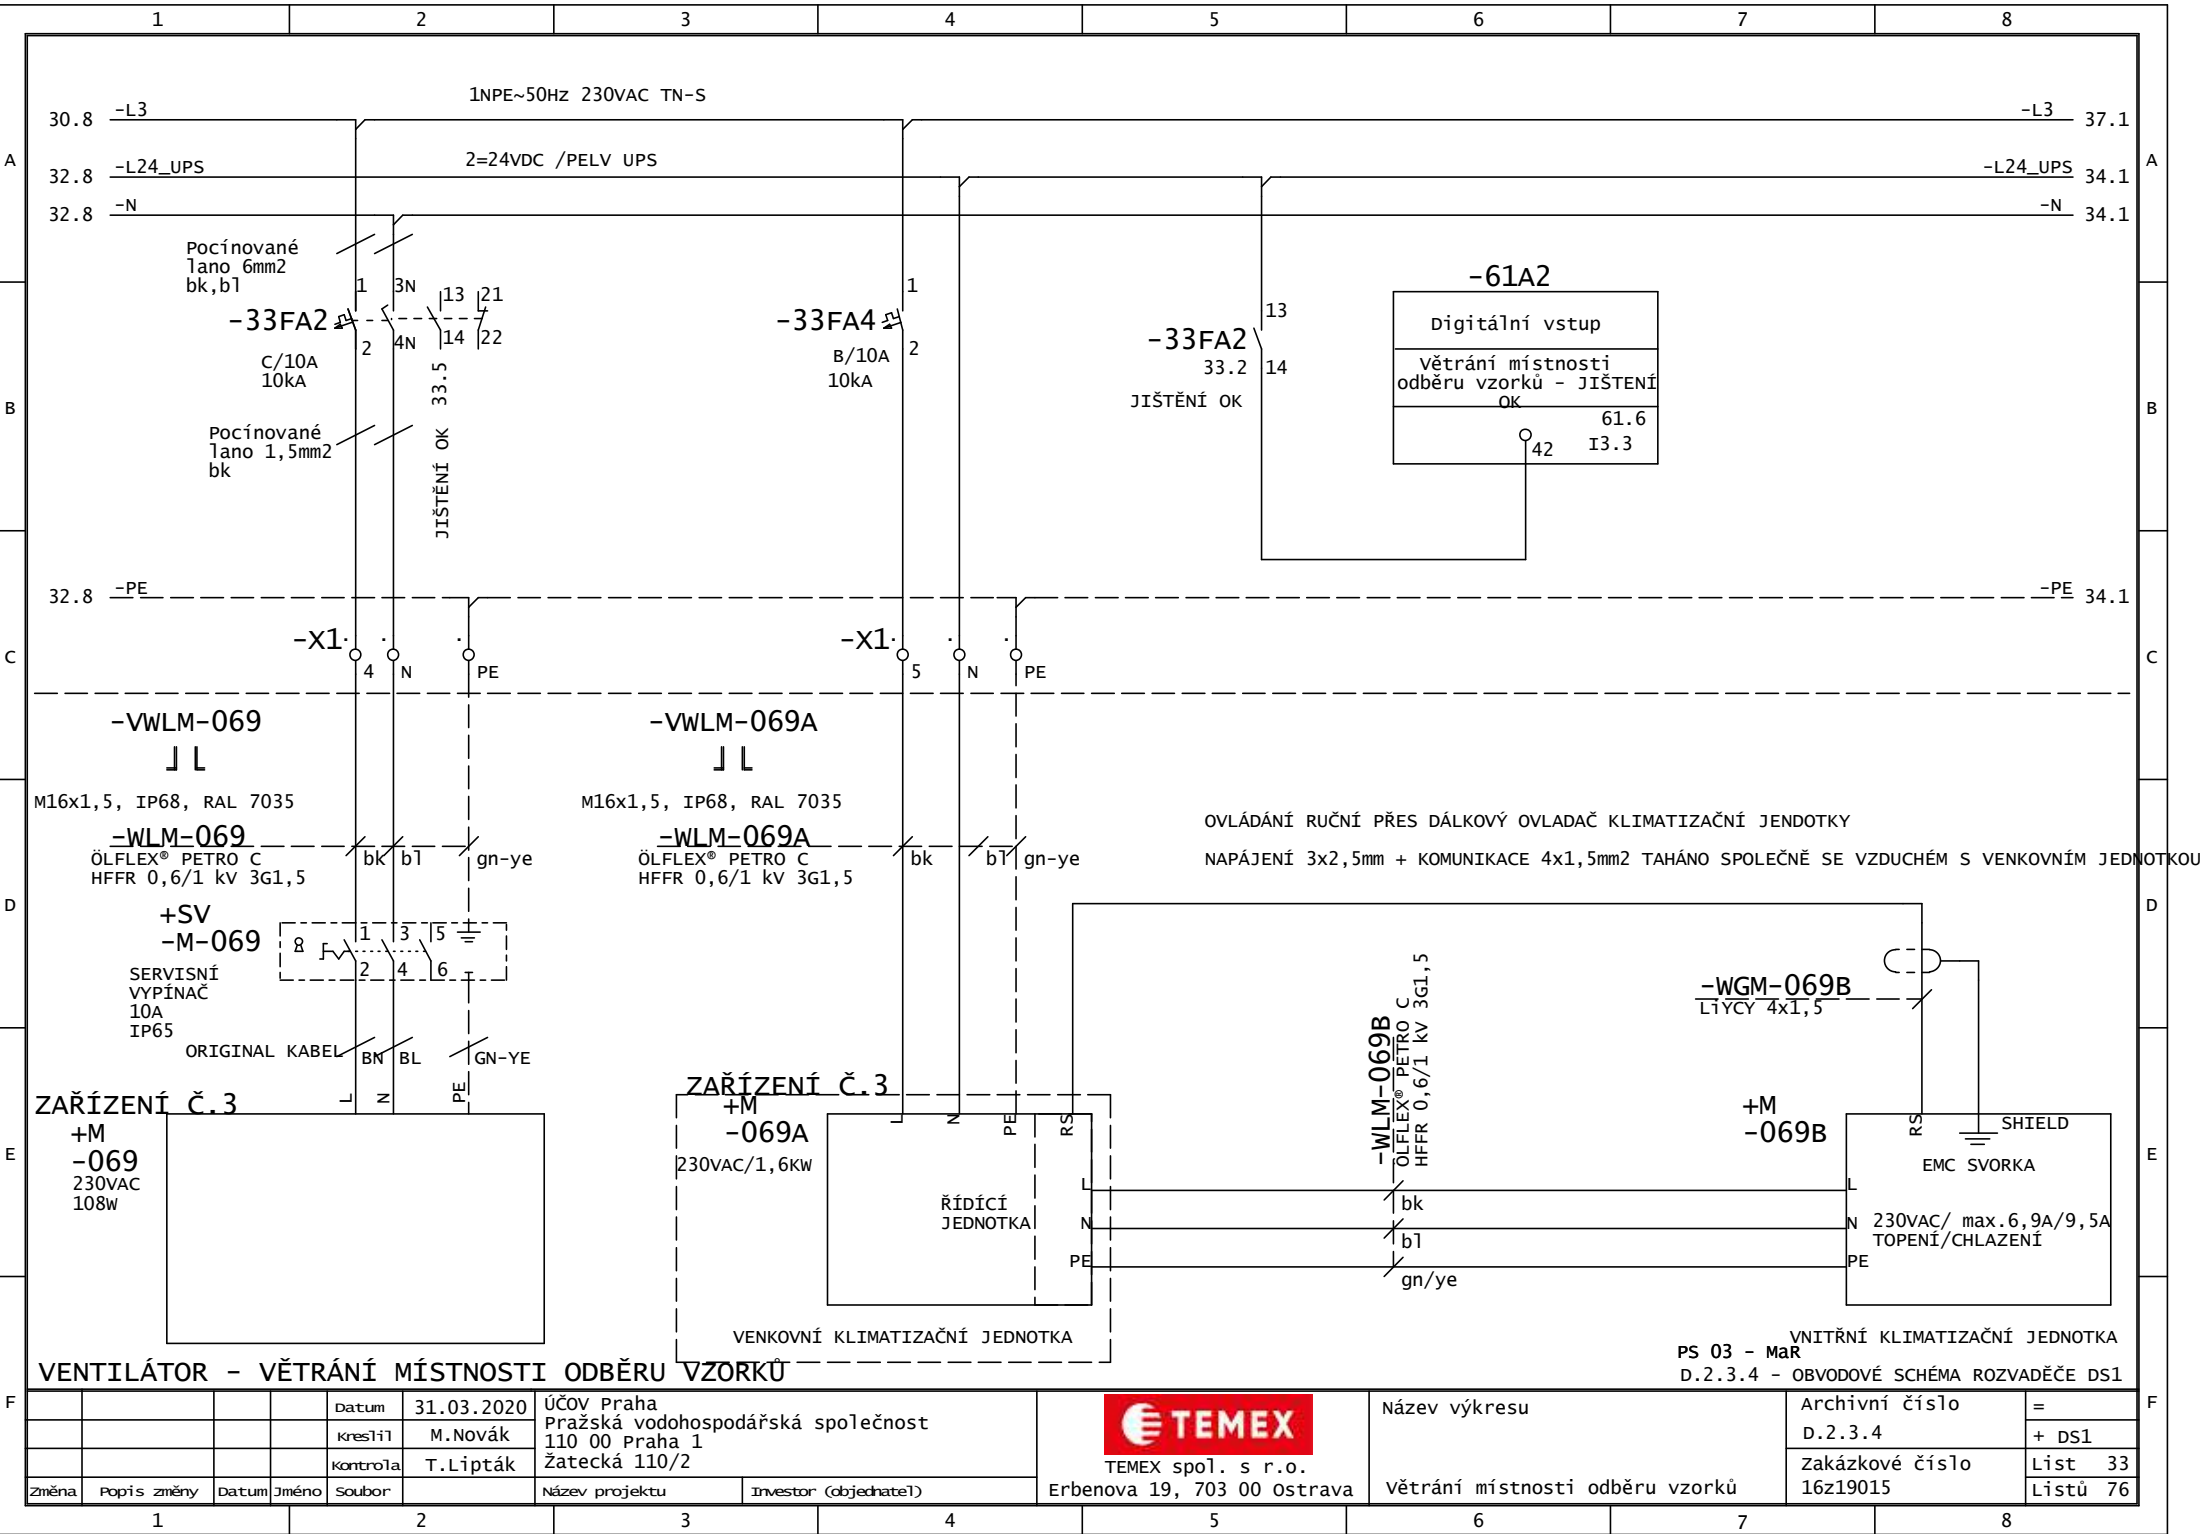 1 2 3 4 5 6 7 8
1NPE~50Hz 230VAC TN-S
30.8 -L3 -L3 37.1
A 2=24VDC /PELV UPS A
32.8 -L24_UPS -L24_UPS 34.1
32.8 -N -N 34.1
Pocínované
lano 6mm2
bk,bl
1 3N 13 21
-33FA2
2 4N 14 22
C/10A
10kA
33.5
JIŠTĚNÍ OK
Pocínované
lano 1,5mm2
bk
1
-33FA4
2
B/10A
10kA
13
-33FA2
33.2 14
JIŠTĚNÍ OK
-61A2
Digitální vstup
Větrání místnosti
odběru vzorků - JIŠTENÍ
OK
61.6
42 I3.3
B B
32.8 -PE -PE 34.1
-X1
4 N PE
-X1
5 N PE
C C
-VWLM-069
M16x1,5, IP68, RAL 7035
-WLM-069
ÖLFLEX® PETRO C
HFFR 0,6/1 kV 3G1,5
bk bl gn-ye
-VWLM-069A
M16x1,5, IP68, RAL 7035
-WLM-069A
ÖLFLEX® PETRO C
HFFR 0,6/1 kV 3G1,5
bk bl gn-ye
OVLÁDÁNÍ RUČNÍ PŘES DÁLKOVÝ OVLADAČ KLIMATIZAČNÍ JENDOTKY
NAPÁJENÍ 3x2,5mm + KOMUNIKACE 4x1,5mm2 TAHÁNO SPOLEČNĚ SE VZDUCHÉM S VENKOVNÍM JEDNOTKOU
D D
+SV
-M-069
1 3 5
2 4 6
SERVISNÍ
VYPÍNAČ
10A
IP65
ORIGINAL KABEL BN BL GN-YE
L N PE
ZAŘÍZENÍ Č.3
+M
-069
230VAC
108W
ZAŘÍZENÍ Č.3
+M
-069A
230VAC/1,6KW
L N PE RS
ŘÍDÍCÍ
JEDNOTKA
L
N
PE
VENKOVNÍ KLIMATIZAČNÍ JEDNOTKA
-WLM-069B
ÖLFLEX® PETRO C
HFFR 0,6/1 kV 3G1,5
bk
bl
gn/ye
-WGM-069B
LiYCY 4x1,5
+M
-069B
RS SHIELD
EMC SVORKA
L
N 230VAC/ max.6,9A/9,5A
TOPENÍ/CHLAZENÍ
PE
E E
VNITŘNÍ KLIMATIZAČNÍ JEDNOTKA
PS 03 - MaR
D.2.3.4 - OBVODOVÉ SCHÉMA ROZVADĚČE DS1
VENTILÁTOR - VĚTRÁNÍ MÍSTNOSTI ODBĚRU VZORKŮ
F F
Datum 31.03.2020
Kreslil M.Novák
Kontrola T.Lipták
Změna Popis změny Datum Jméno Soubor
ÚČOV Praha
Pražská vodohospodářská společnost
110 00 Praha 1
Žatecká 110/2
Název projektu Investor (objednatel)
TEMEX
TEMEX spol. s r.o.
Erbenova 19, 703 00 Ostrava
Název výkresu
Větrání místnosti odběru vzorků
Archivní číslo
D.2.3.4
Zakázkové číslo
16z19015
=
+ DS1
List 33
Listů 76
1 2 3 4 5 6 7 8